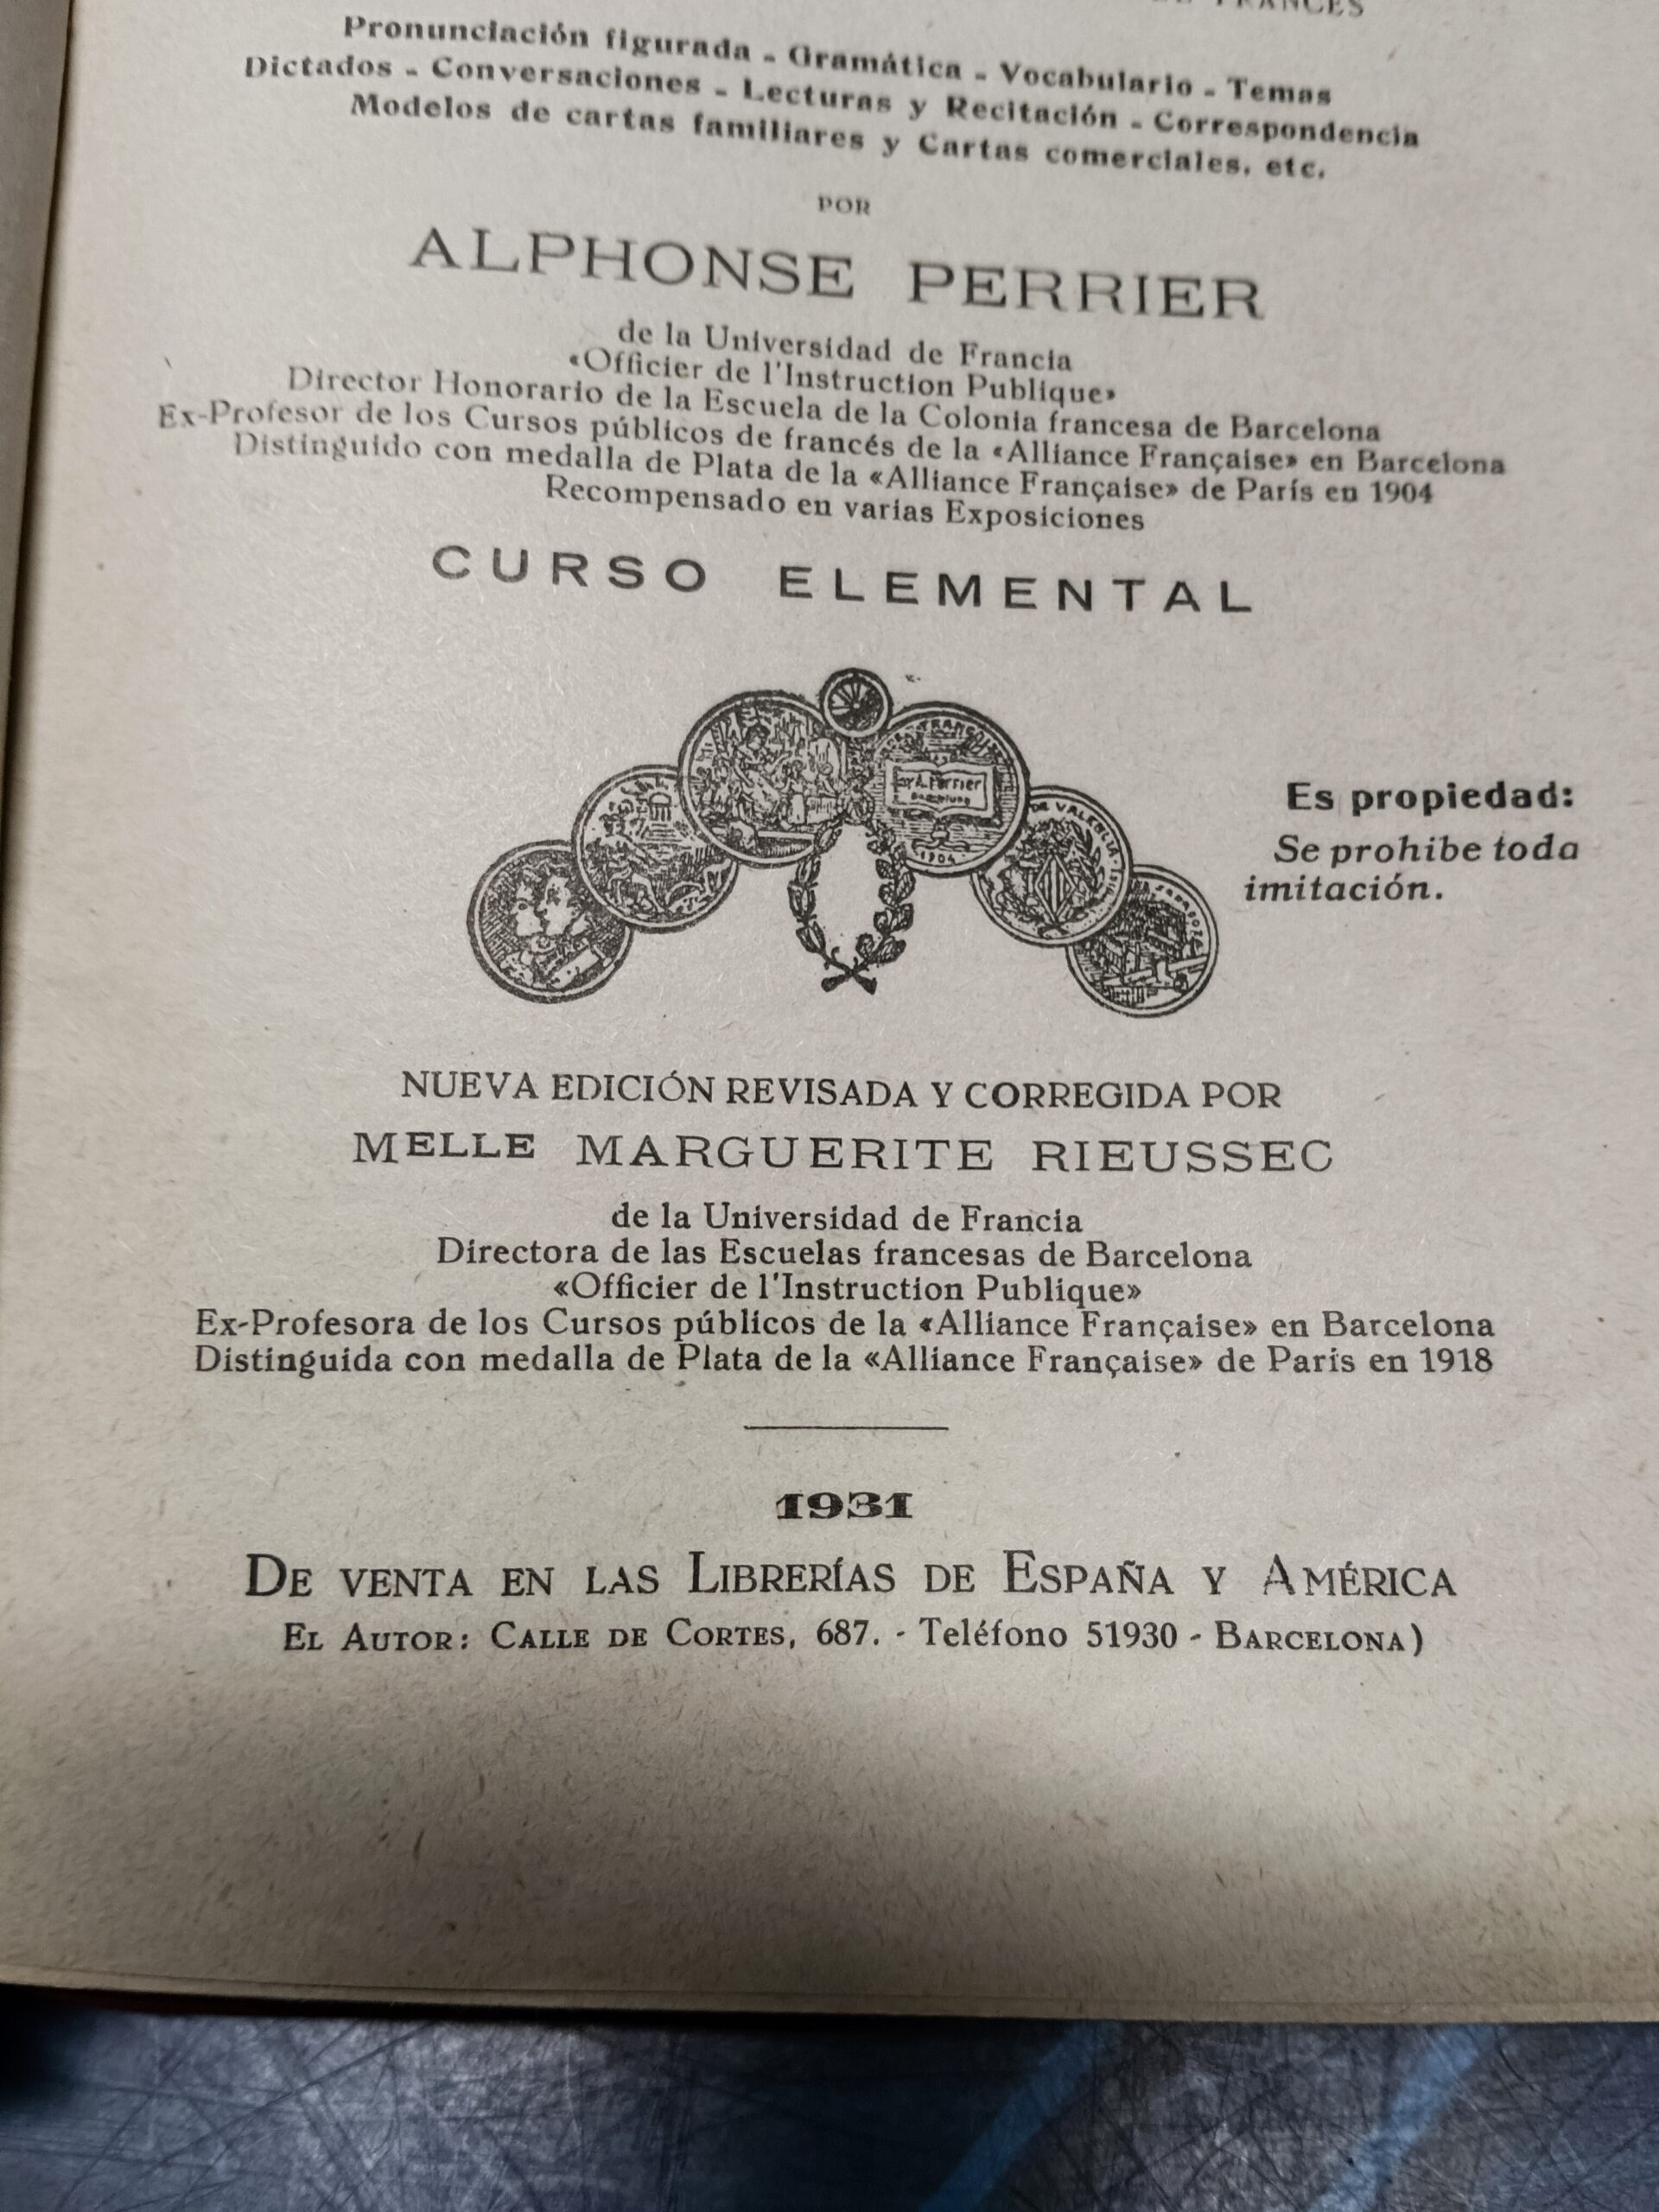 FRANCÉS
Pronunciación figurada - Gramática - Vocabulario - Temas
Dictados - Conversaciones - Lecturas y Recitación - Correspondencia
Modelos de cartas familiares y Cartas comerciales, etc.
POR
ALPHONSE PERRIER
de la Universidad de Francia
«Officier de l'Instruction Publique»
Director Honorario de la Escuela de la Colonia francesa de Barcelona
Ex-Profesor de los Cursos públicos de francés de la «Alliance Française» en Barcelona
Distinguido con medalla de Plata de la «Alliance Française» de París en 1904
Recompensado en varias Exposiciones
CURSO ELEMENTAL
A. Perrier
1904
DE VALENCIA
Es propiedad:
Se prohibe toda
imitación.
NUEVA EDICIÓN REVISADA Y CORREGIDA POR
MELLE MARGUERITE RIEUSSEC
de la Universidad de Francia
Directora de las Escuelas francesas de Barcelona
«Officier de l'Instruction Publique»
Ex-Profesora de los Cursos públicos de la «Alliance Française» en Barcelona
Distinguida con medalla de Plata de la «Alliance Française» de París en 1918
1931
DE VENTA EN LAS LIBRERÍAS DE ESPAÑA Y AMÉRICA
EL AUTOR: CALLE DE CORTES, 687. - Teléfono 51930 - BARCELONA)